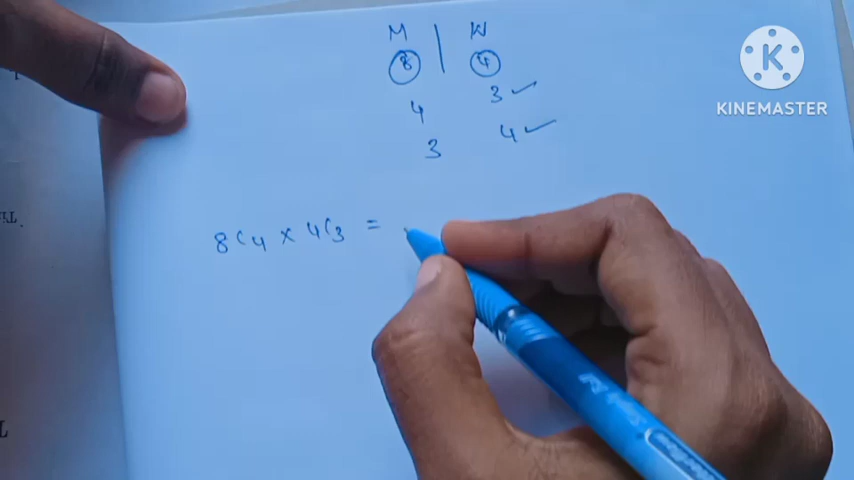 M | W
8 4
4 3 ✓
3 4 ✓
8C4 × 4C3 =
K
KINEMASTER